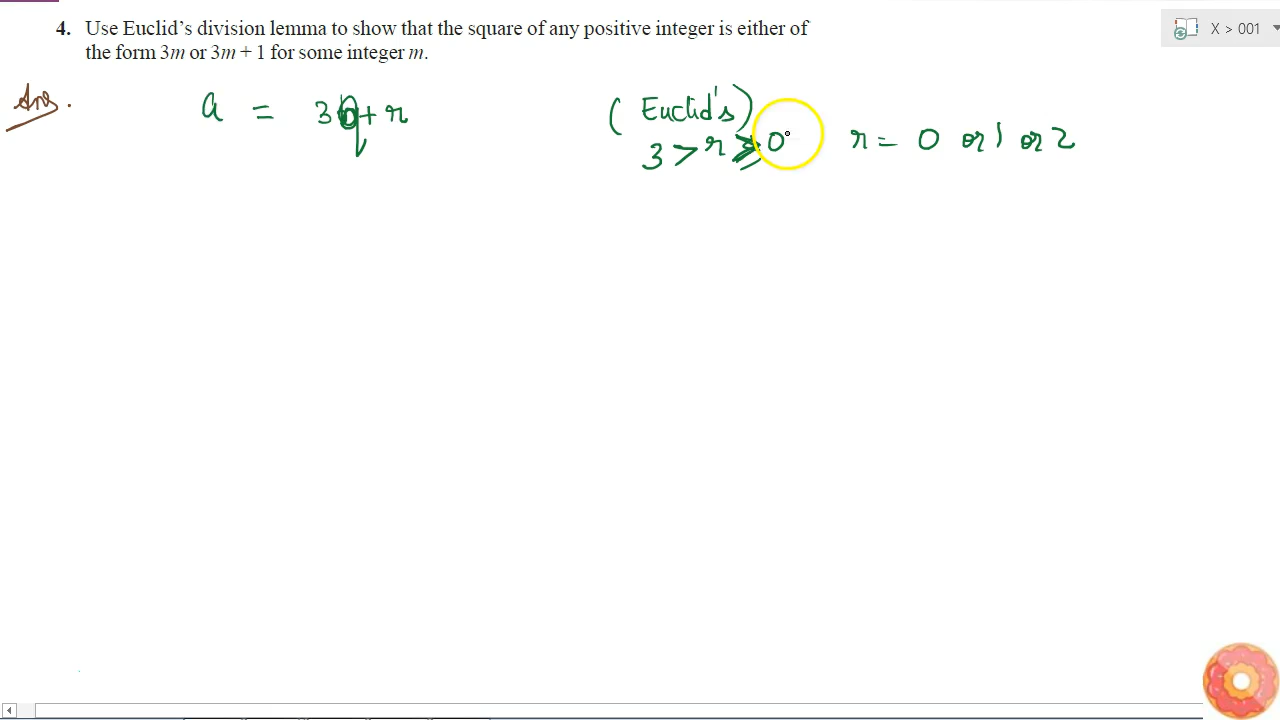 4. Use Euclid’s division lemma to show that the square of any positive integer is either of
the form 3m or 3m + 1 for some integer m.
X > 001
Ans.
a = 3q + r
(Euclid's)
3 > r ≥ 0
r = 0 or 1 or 2